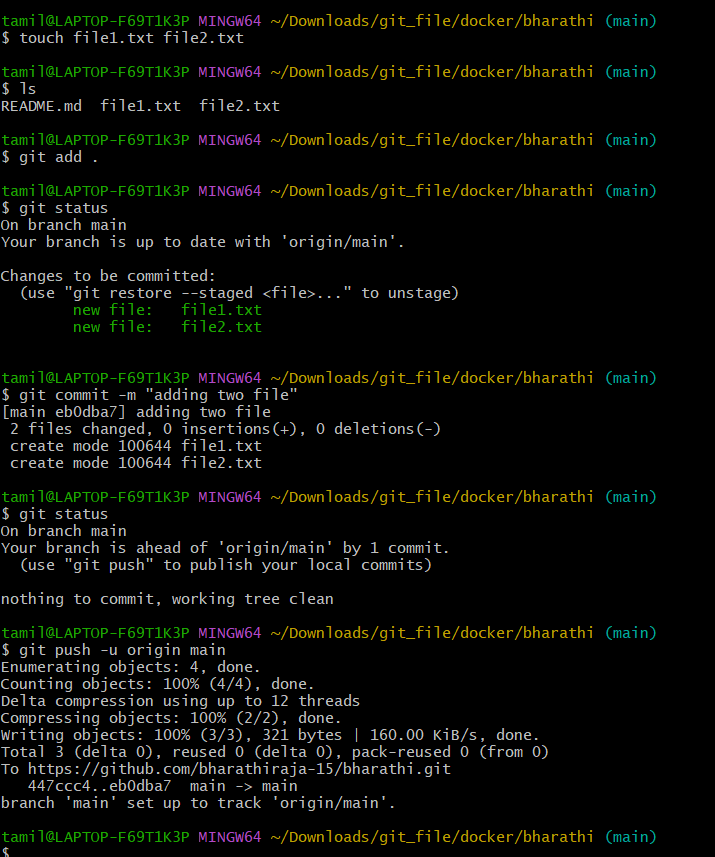 tamil@LAPTOP-F69T1K3P MINGW64 ~/Downloads/git_file/docker/bharathi (main)
$ touch file1.txt file2.txt
tamil@LAPTOP-F69T1K3P MINGW64 ~/Downloads/git_file/docker/bharathi (main)
$ ls
README.md  file1.txt  file2.txt
tamil@LAPTOP-F69T1K3P MINGW64 ~/Downloads/git_file/docker/bharathi (main)
$ git add .
tamil@LAPTOP-F69T1K3P MINGW64 ~/Downloads/git_file/docker/bharathi (main)
$ git status
On branch main
Your branch is up to date with 'origin/main'.
Changes to be committed:
  (use "git restore --staged <file>..." to unstage)
        new file:   file1.txt
        new file:   file2.txt
tamil@LAPTOP-F69T1K3P MINGW64 ~/Downloads/git_file/docker/bharathi (main)
$ git commit -m "adding two file"
[main eb0dba7] adding two file
 2 files changed, 0 insertions(+), 0 deletions(-)
 create mode 100644 file1.txt
 create mode 100644 file2.txt
tamil@LAPTOP-F69T1K3P MINGW64 ~/Downloads/git_file/docker/bharathi (main)
$ git status
On branch main
Your branch is ahead of 'origin/main' by 1 commit.
  (use "git push" to publish your local commits)
nothing to commit, working tree clean
tamil@LAPTOP-F69T1K3P MINGW64 ~/Downloads/git_file/docker/bharathi (main)
$ git push -u origin main
Enumerating objects: 4, done.
Counting objects: 100% (4/4), done.
Delta compression using up to 12 threads
Compressing objects: 100% (2/2), done.
Writing objects: 100% (3/3), 321 bytes | 160.00 KiB/s, done.
Total 3 (delta 0), reused 0 (delta 0), pack-reused 0 (from 0)
To https://github.com/bharathiraja-15/bharathi.git
   447ccc4..eb0dba7  main -> main
branch 'main' set up to track 'origin/main'.
tamil@LAPTOP-F69T1K3P MINGW64 ~/Downloads/git_file/docker/bharathi (main)
$